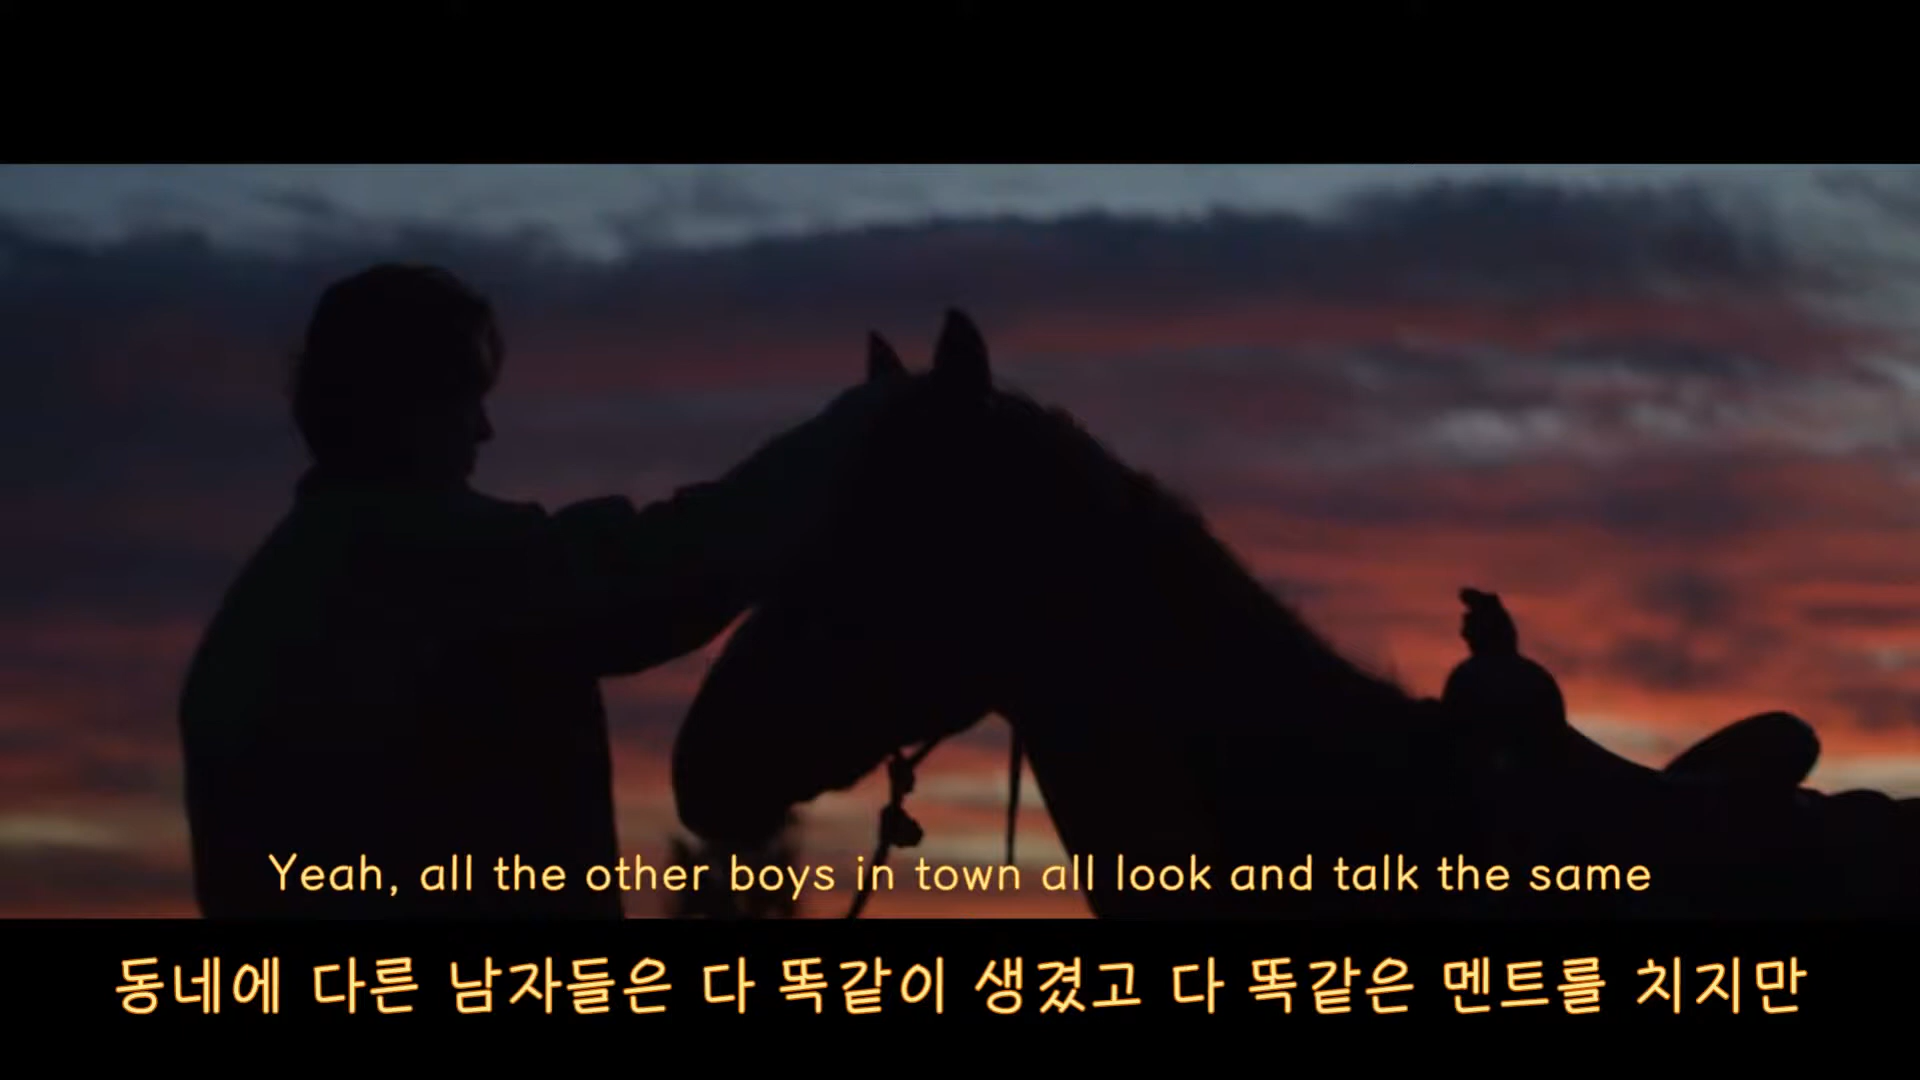 Yeah, all the other boys in town all look and talk the same
동네에 다른 남자들은 다 똑같이 생겼고 다 똑같은 멘트를 치지만